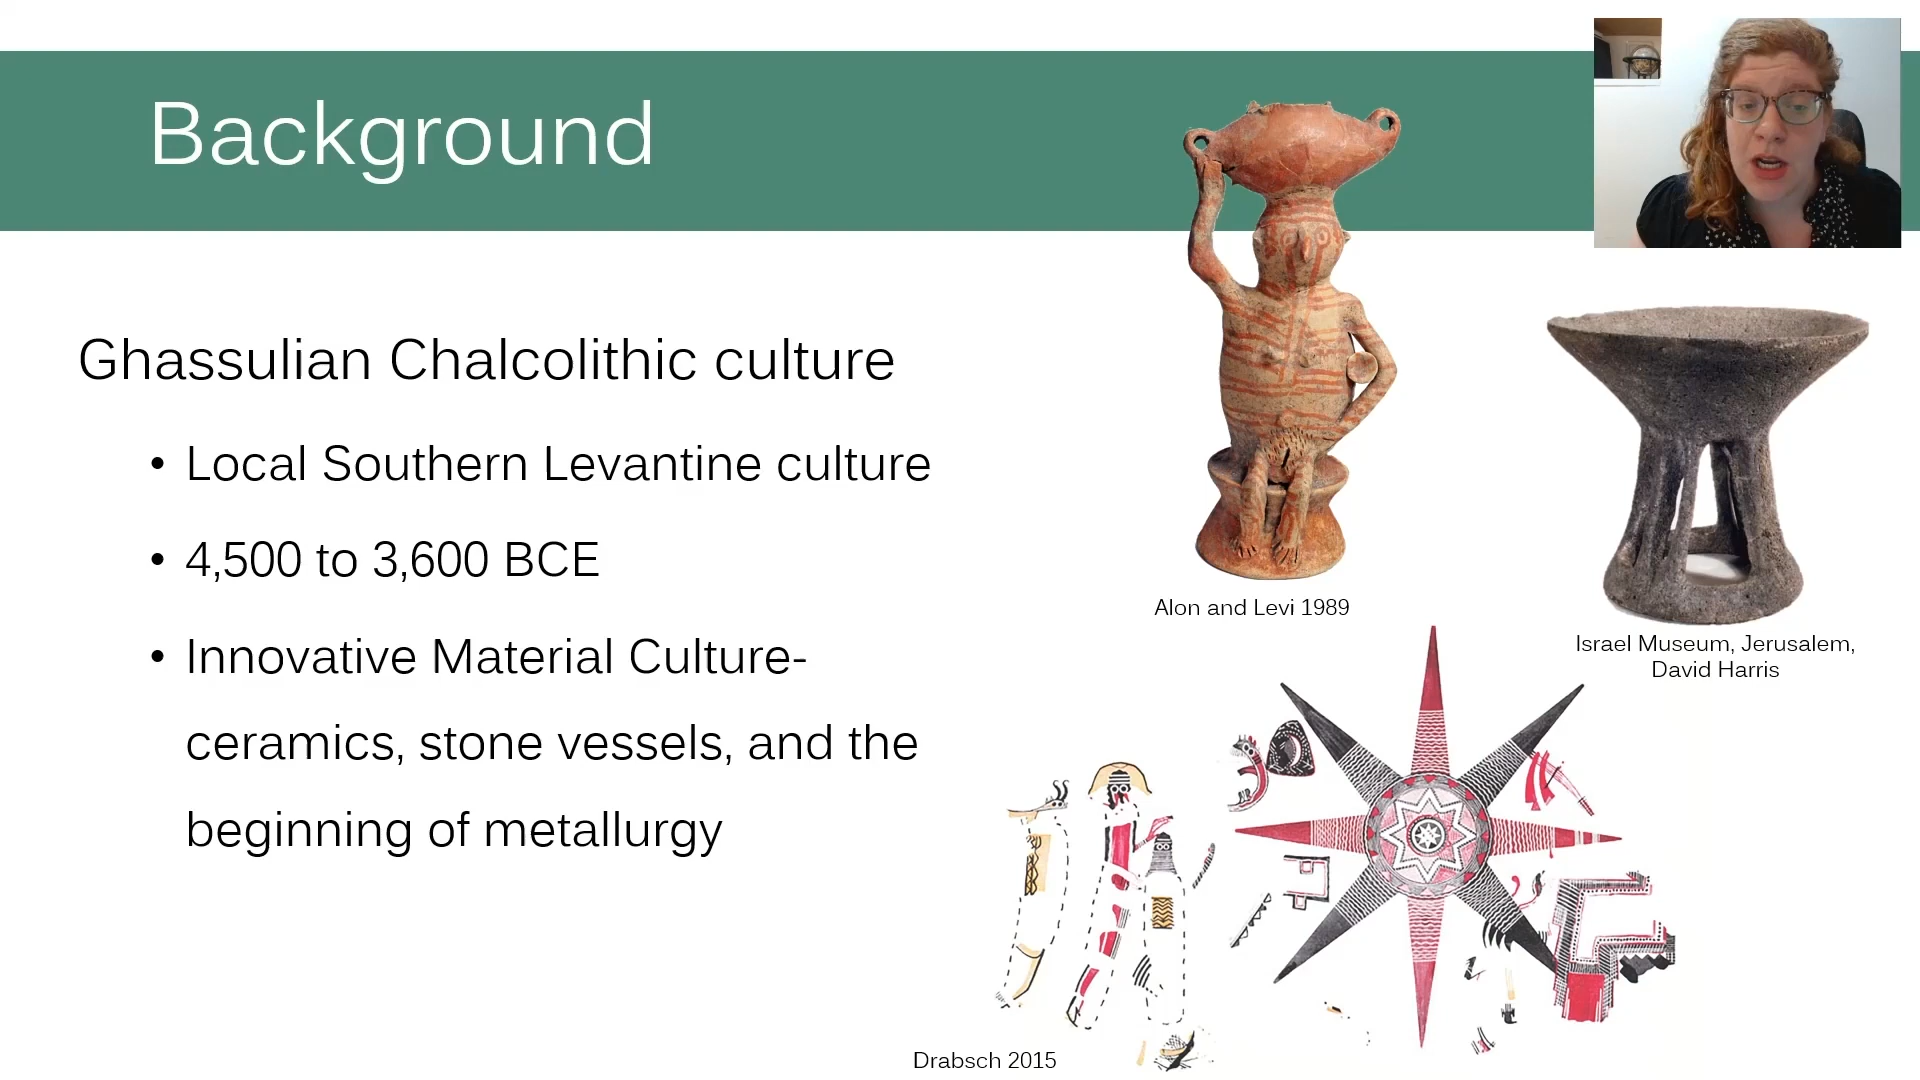 Background
Ghassulian Chalcolithic culture
• Local Southern Levantine culture
• 4,500 to 3,600 BCE
• Innovative Material Culture-
ceramics, stone vessels, and the
beginning of metallurgy
Alon and Levi 1989
Israel Museum, Jerusalem,
David Harris
Drabsch 2015